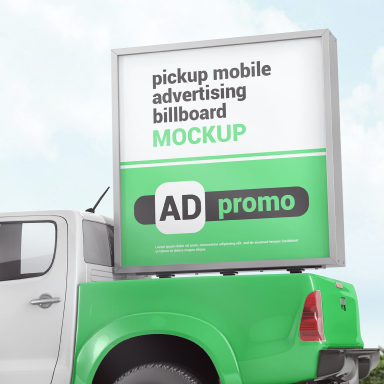 pickup mobile
advertising
billboard
MOCKUP
AD promo